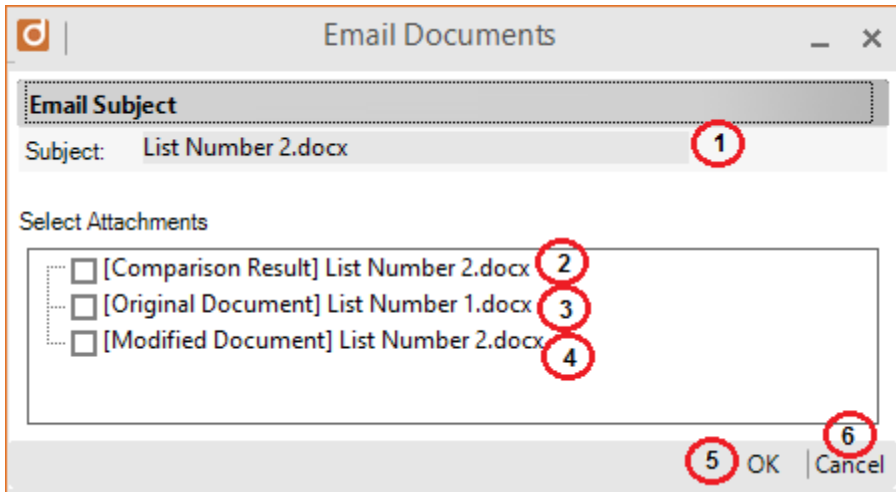 d Email Documents
Email Subject
Subject: List Number 2.docx 1
Select Attachments
[Comparison Result] List Number 2.docx 2
[Original Document] List Number 1.docx 3
[Modified Document] List Number 2.docx 4
6
5 OK Cancel